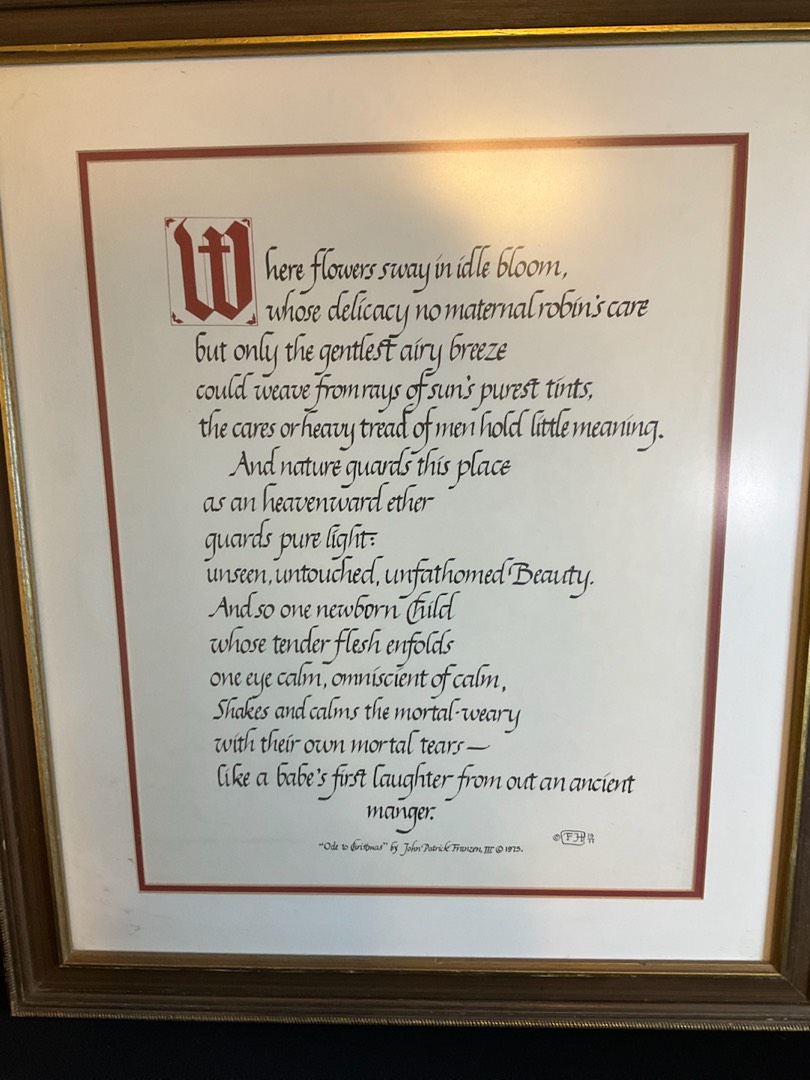 Where flowers sway in idle bloom,
whose delicacy no maternal robin's care
but only the gentlest airy breeze
could weave from rays of sun's purest tints,
the cares or heavy tread of men hold little meaning.
And nature guards this place
as an heavenward ether
guards pure light:
unseen, untouched, unfathomed Beauty.
And so one newborn Child
whose tender flesh enfolds
one eye calm, omniscient of calm,
Shakes and calms the mortal-weary
with their own mortal tears—
like a babe's first laughter from out an ancient
manger.
© FH 1977
"Ode to Christmas" by John Patrick Franzen, III © 1975.